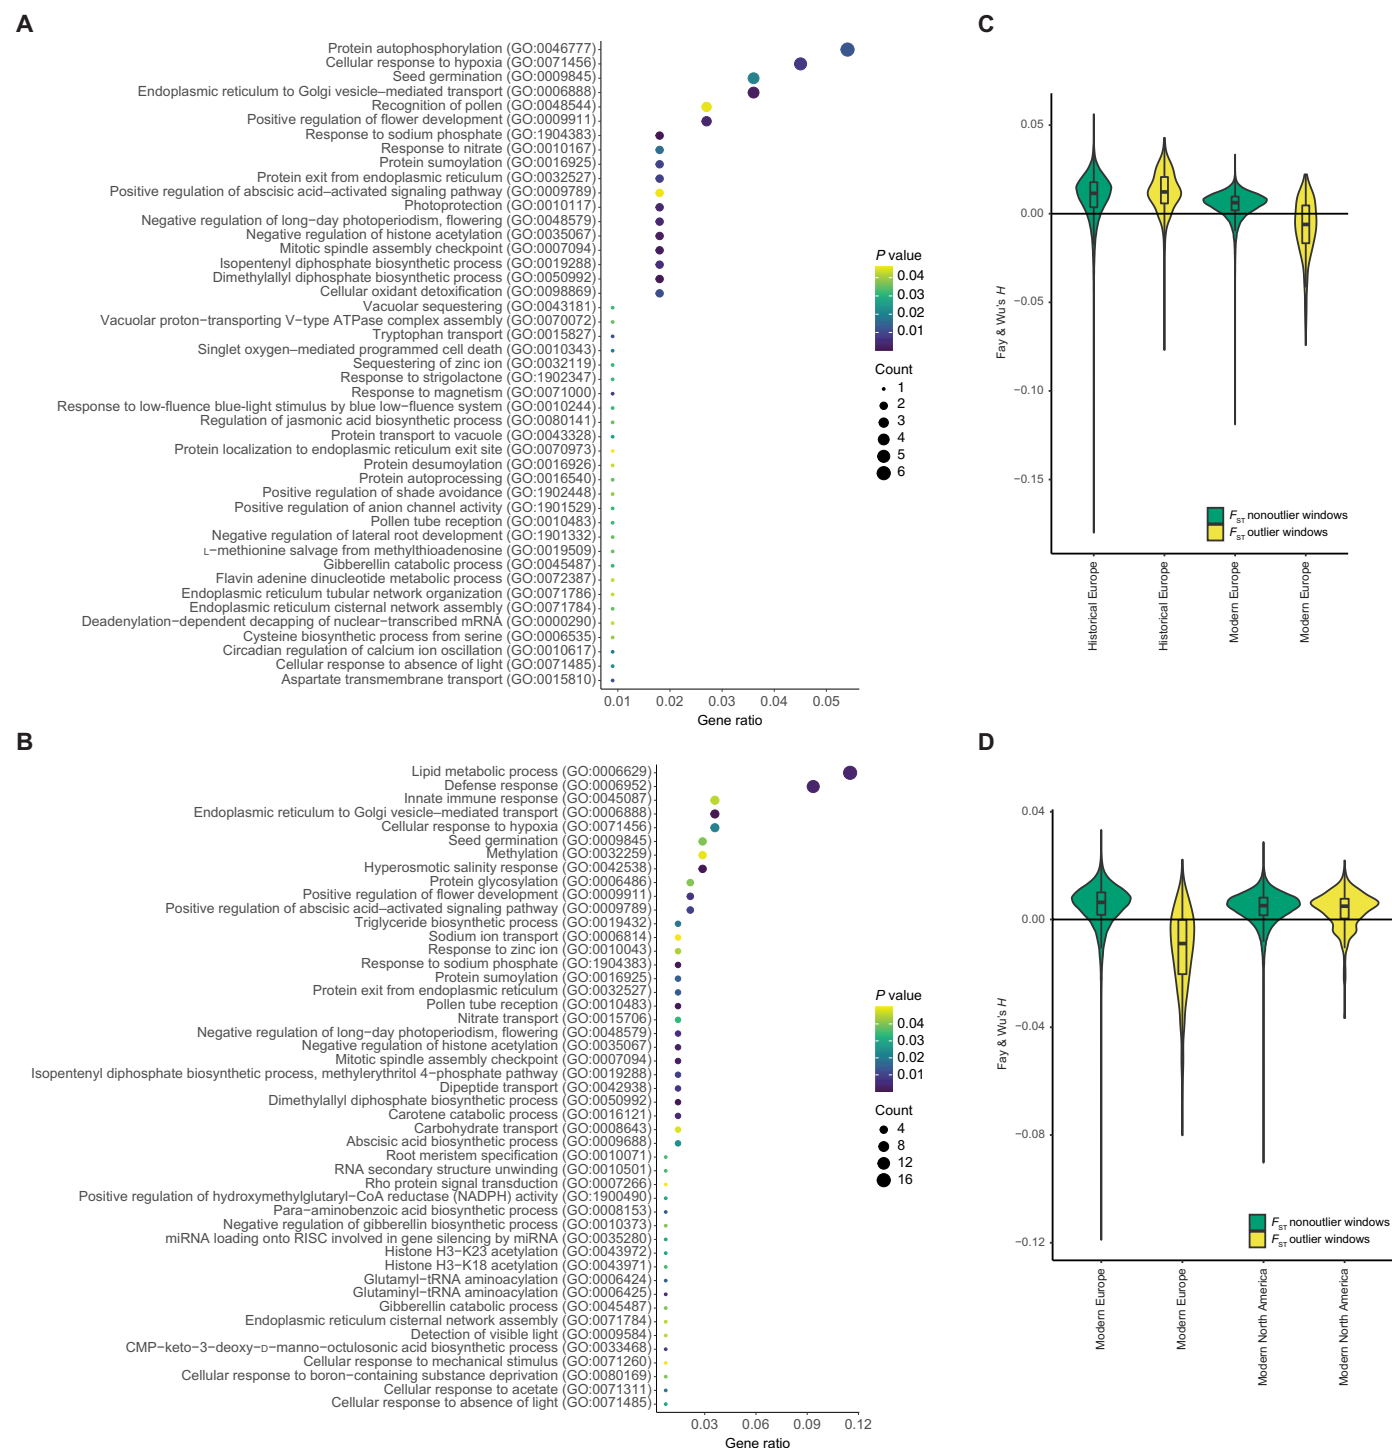 A
Protein autophosphorylation (GO:0046777)
Cellular response to hypoxia (GO:0071456)
Seed germination (GO:0009845)
Endoplasmic reticulum to Golgi vesicle−mediated transport (GO:0006888)
Recognition of pollen (GO:0048544)
Positive regulation of flower development (GO:0009911)
Response to sodium phosphate (GO:1904383)
Response to nitrate (GO:0010167)
Protein sumoylation (GO:0016925)
Protein exit from endoplasmic reticulum (GO:0032527)
Positive regulation of abscisic acid−activated signaling pathway (GO:0009789)
Photoprotection (GO:0010117)
Negative regulation of long−day photoperiodism, flowering (GO:0048579)
Negative regulation of histone acetylation (GO:0035067)
Mitotic spindle assembly checkpoint (GO:0007094)
Isopentenyl diphosphate biosynthetic process (GO:0019288)
Dimethylallyl diphosphate biosynthetic process (GO:0050992)
Cellular oxidant detoxification (GO:0098869)
Vacuolar sequestering (GO:0043181)
Vacuolar proton−transporting V−type ATPase complex assembly (GO:0070072)
Tryptophan transport (GO:0015827)
Singlet oxygen−mediated programmed cell death (GO:0010343)
Sequestering of zinc ion (GO:0032119)
Response to strigolactone (GO:1902347)
Response to magnetism (GO:0071000)
Response to low-fluence blue-light stimulus by blue low−fluence system (GO:0010244)
Regulation of jasmonic acid biosynthetic process (GO:0080141)
Protein transport to vacuole (GO:0043328)
Protein localization to endoplasmic reticulum exit site (GO:0070973)
Protein desumoylation (GO:0016926)
Protein autoprocessing (GO:0016540)
Positive regulation of shade avoidance (GO:1902448)
Positive regulation of anion channel activity (GO:1901529)
Pollen tube reception (GO:0010483)
Negative regulation of lateral root development (GO:1901332)
L−methionine salvage from methylthioadenosine (GO:0019509)
Gibberellin catabolic process (GO:0045487)
Flavin adenine dinucleotide metabolic process (GO:0072387)
Endoplasmic reticulum tubular network organization (GO:0071786)
Endoplasmic reticulum cisternal network assembly (GO:0071784)
Deadenylation−dependent decapping of nuclear−transcribed mRNA (GO:0000290)
Cysteine biosynthetic process from serine (GO:0006535)
Circadian regulation of calcium ion oscillation (GO:0010617)
Cellular response to absence of light (GO:0071485)
Aspartate transmembrane transport (GO:0015810)
0.01 0.02 0.03 0.04 0.05
Gene ratio
P value
0.04
0.03
0.02
0.01
Count
1
2
3
4
5
6
C
Fay & Wu's H
0.05
0.00
−0.05
−0.10
−0.15
FST nonoutlier windows
FST outlier windows
Historical Europe
Historical Europe
Modern Europe
Modern Europe
B
Lipid metabolic process (GO:0006629)
Defense response (GO:0006952)
Innate immune response (GO:0045087)
Endoplasmic reticulum to Golgi vesicle−mediated transport (GO:0006888)
Cellular response to hypoxia (GO:0071456)
Seed germination (GO:0009845)
Methylation (GO:0032259)
Hyperosmotic salinity response (GO:0042538)
Protein glycosylation (GO:0006486)
Positive regulation of flower development (GO:0009911)
Positive regulation of abscisic acid−activated signaling pathway (GO:0009789)
Triglyceride biosynthetic process (GO:0019432)
Sodium ion transport (GO:0006814)
Response to zinc ion (GO:0010043)
Response to sodium phosphate (GO:1904383)
Protein sumoylation (GO:0016925)
Protein exit from endoplasmic reticulum (GO:0032527)
Pollen tube reception (GO:0010483)
Nitrate transport (GO:0015706)
Negative regulation of long−day photoperiodism, flowering (GO:0048579)
Negative regulation of histone acetylation (GO:0035067)
Mitotic spindle assembly checkpoint (GO:0007094)
Isopentenyl diphosphate biosynthetic process, methylerythritol 4−phosphate pathway (GO:0019288)
Dipeptide transport (GO:0042938)
Dimethylallyl diphosphate biosynthetic process (GO:0050992)
Carotene catabolic process (GO:0016121)
Carbohydrate transport (GO:0008643)
Abscisic acid biosynthetic process (GO:0009688)
Root meristem specification (GO:0010071)
RNA secondary structure unwinding (GO:0010501)
Rho protein signal transduction (GO:0007266)
Positive regulation of hydroxymethylglutaryl−CoA reductase (NADPH) activity (GO:1900490)
Para−aminobenzoic acid biosynthetic process (GO:0008153)
Negative regulation of gibberellin biosynthetic process (GO:0010373)
miRNA loading onto RISC involved in gene silencing by miRNA (GO:0035280)
Histone H3−K23 acetylation (GO:0043972)
Histone H3−K18 acetylation (GO:0043971)
Glutamyl−tRNA aminoacylation (GO:0006424)
Glutaminyl−tRNA aminoacylation (GO:0006425)
Gibberellin catabolic process (GO:0045487)
Endoplasmic reticulum cisternal network assembly (GO:0071784)
Detection of visible light (GO:0009584)
CMP−keto−3−deoxy−D−manno−octulosonic acid biosynthetic process (GO:0033468)
Cellular response to mechanical stimulus (GO:0071260)
Cellular response to boron−containing substance deprivation (GO:0080169)
Cellular response to acetate (GO:0071311)
Cellular response to absence of light (GO:0071485)
0.03 0.06 0.09 0.12
Gene ratio
P value
0.04
0.03
0.02
0.01
Count
4
8
12
16
D
Fay & Wu's H
0.04
0.00
−0.04
−0.08
−0.12
FST nonoutlier windows
FST outlier windows
Modern Europe
Modern Europe
Modern North America
Modern North America